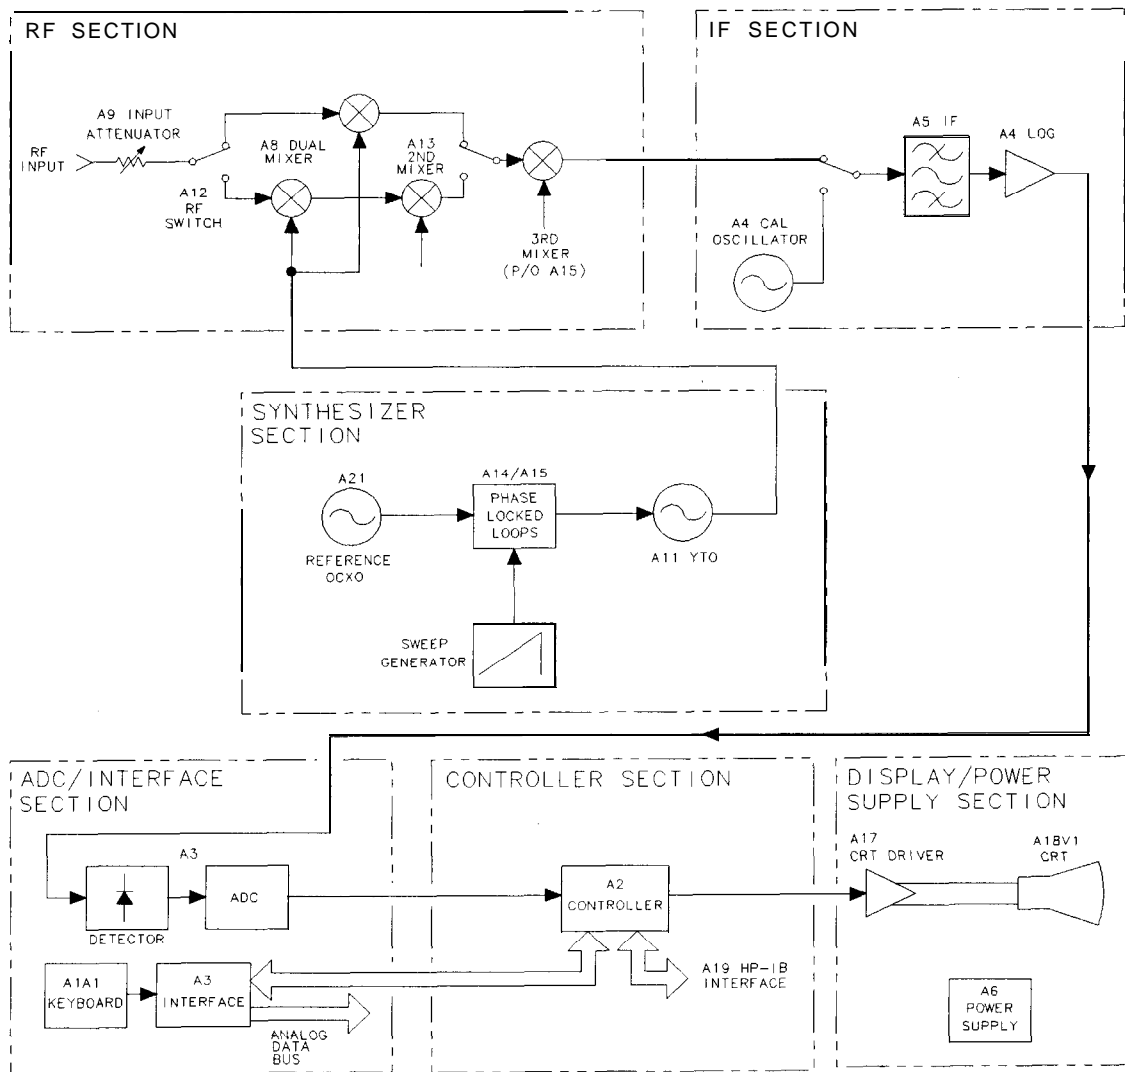 RF SECTION
A9 INPUT
ATTENUATOR
RF
INPUT
A12
RF
SWITCH
A8 DUAL
MIXER
A13
2ND
MIXER
3RD
MIXER
(P/O A15)
IF SECTION
A5 IF
A4 LOG
A4 CAL
OSCILLATOR
SYNTHESIZER
SECTION
A21
REFERENCE
OCXO
A14/A15
PHASE
LOCKED
LOOPS
A11 YTO
SWEEP
GENERATOR
ADC/INTERFACE
SECTION
A3
DETECTOR
ADC
A1A1
KEYBOARD
A3
INTERFACE
ANALOG
DATA
BUS
CONTROLLER SECTION
A2
CONTROLLER
A19 HP-IB
INTERFACE
DISPLAY/POWER
SUPPLY SECTION
A17
CRT DRIVER
A18V1
CRT
A6
POWER
SUPPLY